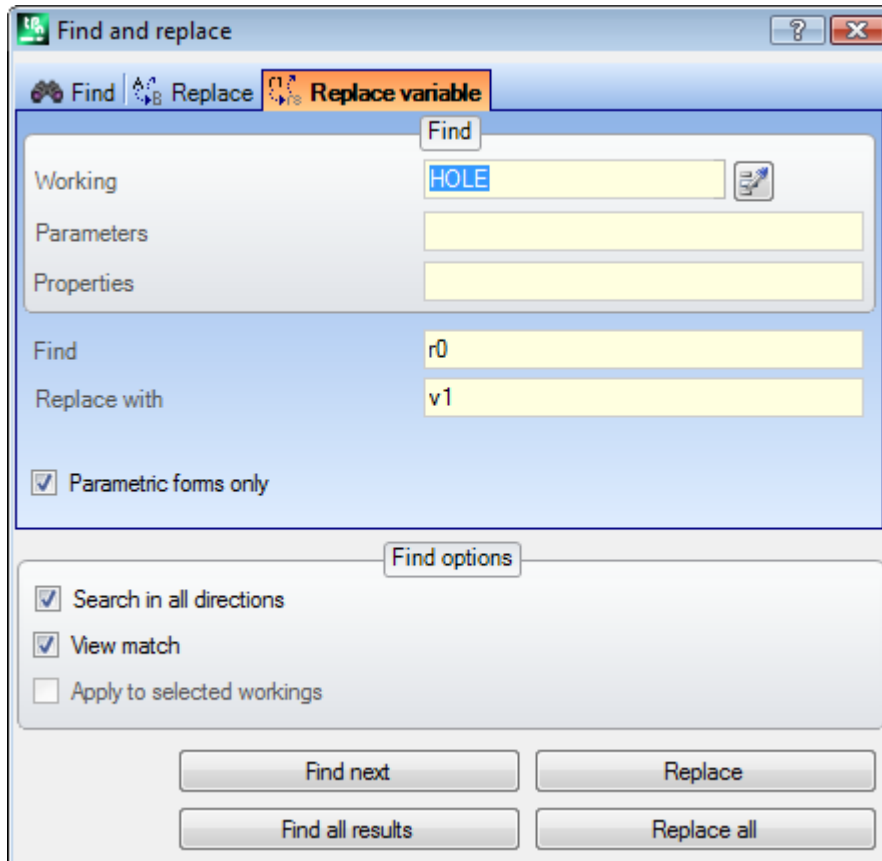 Find and replace
Find Replace Replace variable
Find
Working HOLE
Parameters
Properties
Find r0
Replace with v1
Parametric forms only
Find options
Search in all directions
View match
Apply to selected workings
Find next Replace
Find all results Replace all